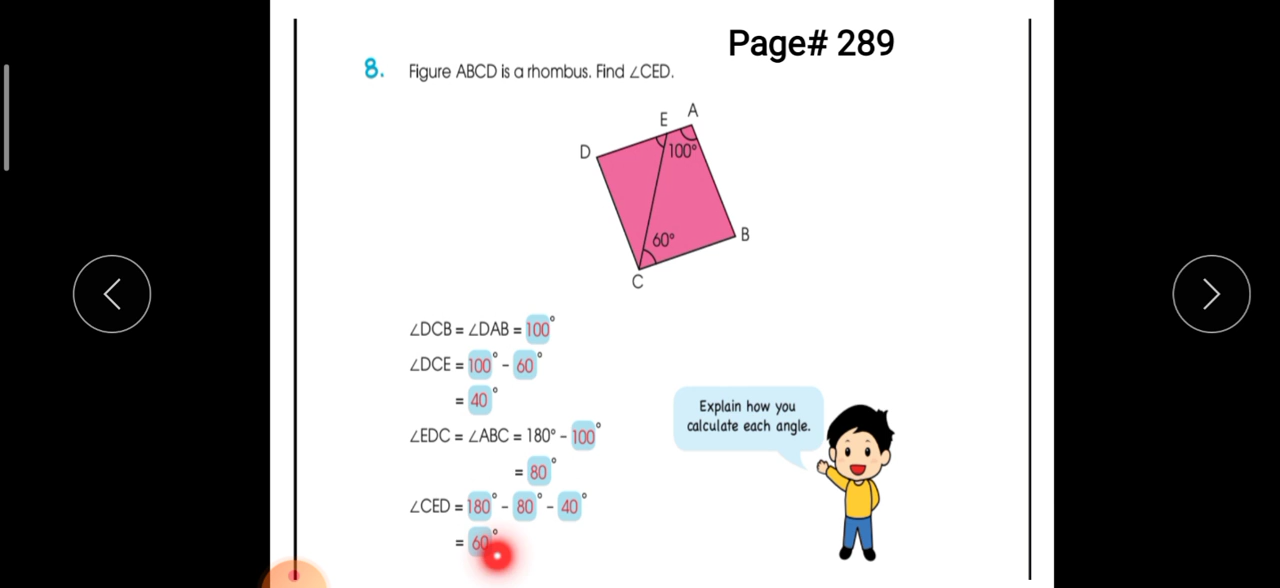 Page# 289
8. Figure ABCD is a rhombus. Find ∠CED.
E A
D
100°
60°
B
C
∠DCB = ∠DAB = 100°
∠DCE = 100° - 60°
= 40°
∠EDC = ∠ABC = 180° - 100°
= 80°
∠CED = 180° - 80° - 40°
= 60°
Explain how you
calculate each angle.